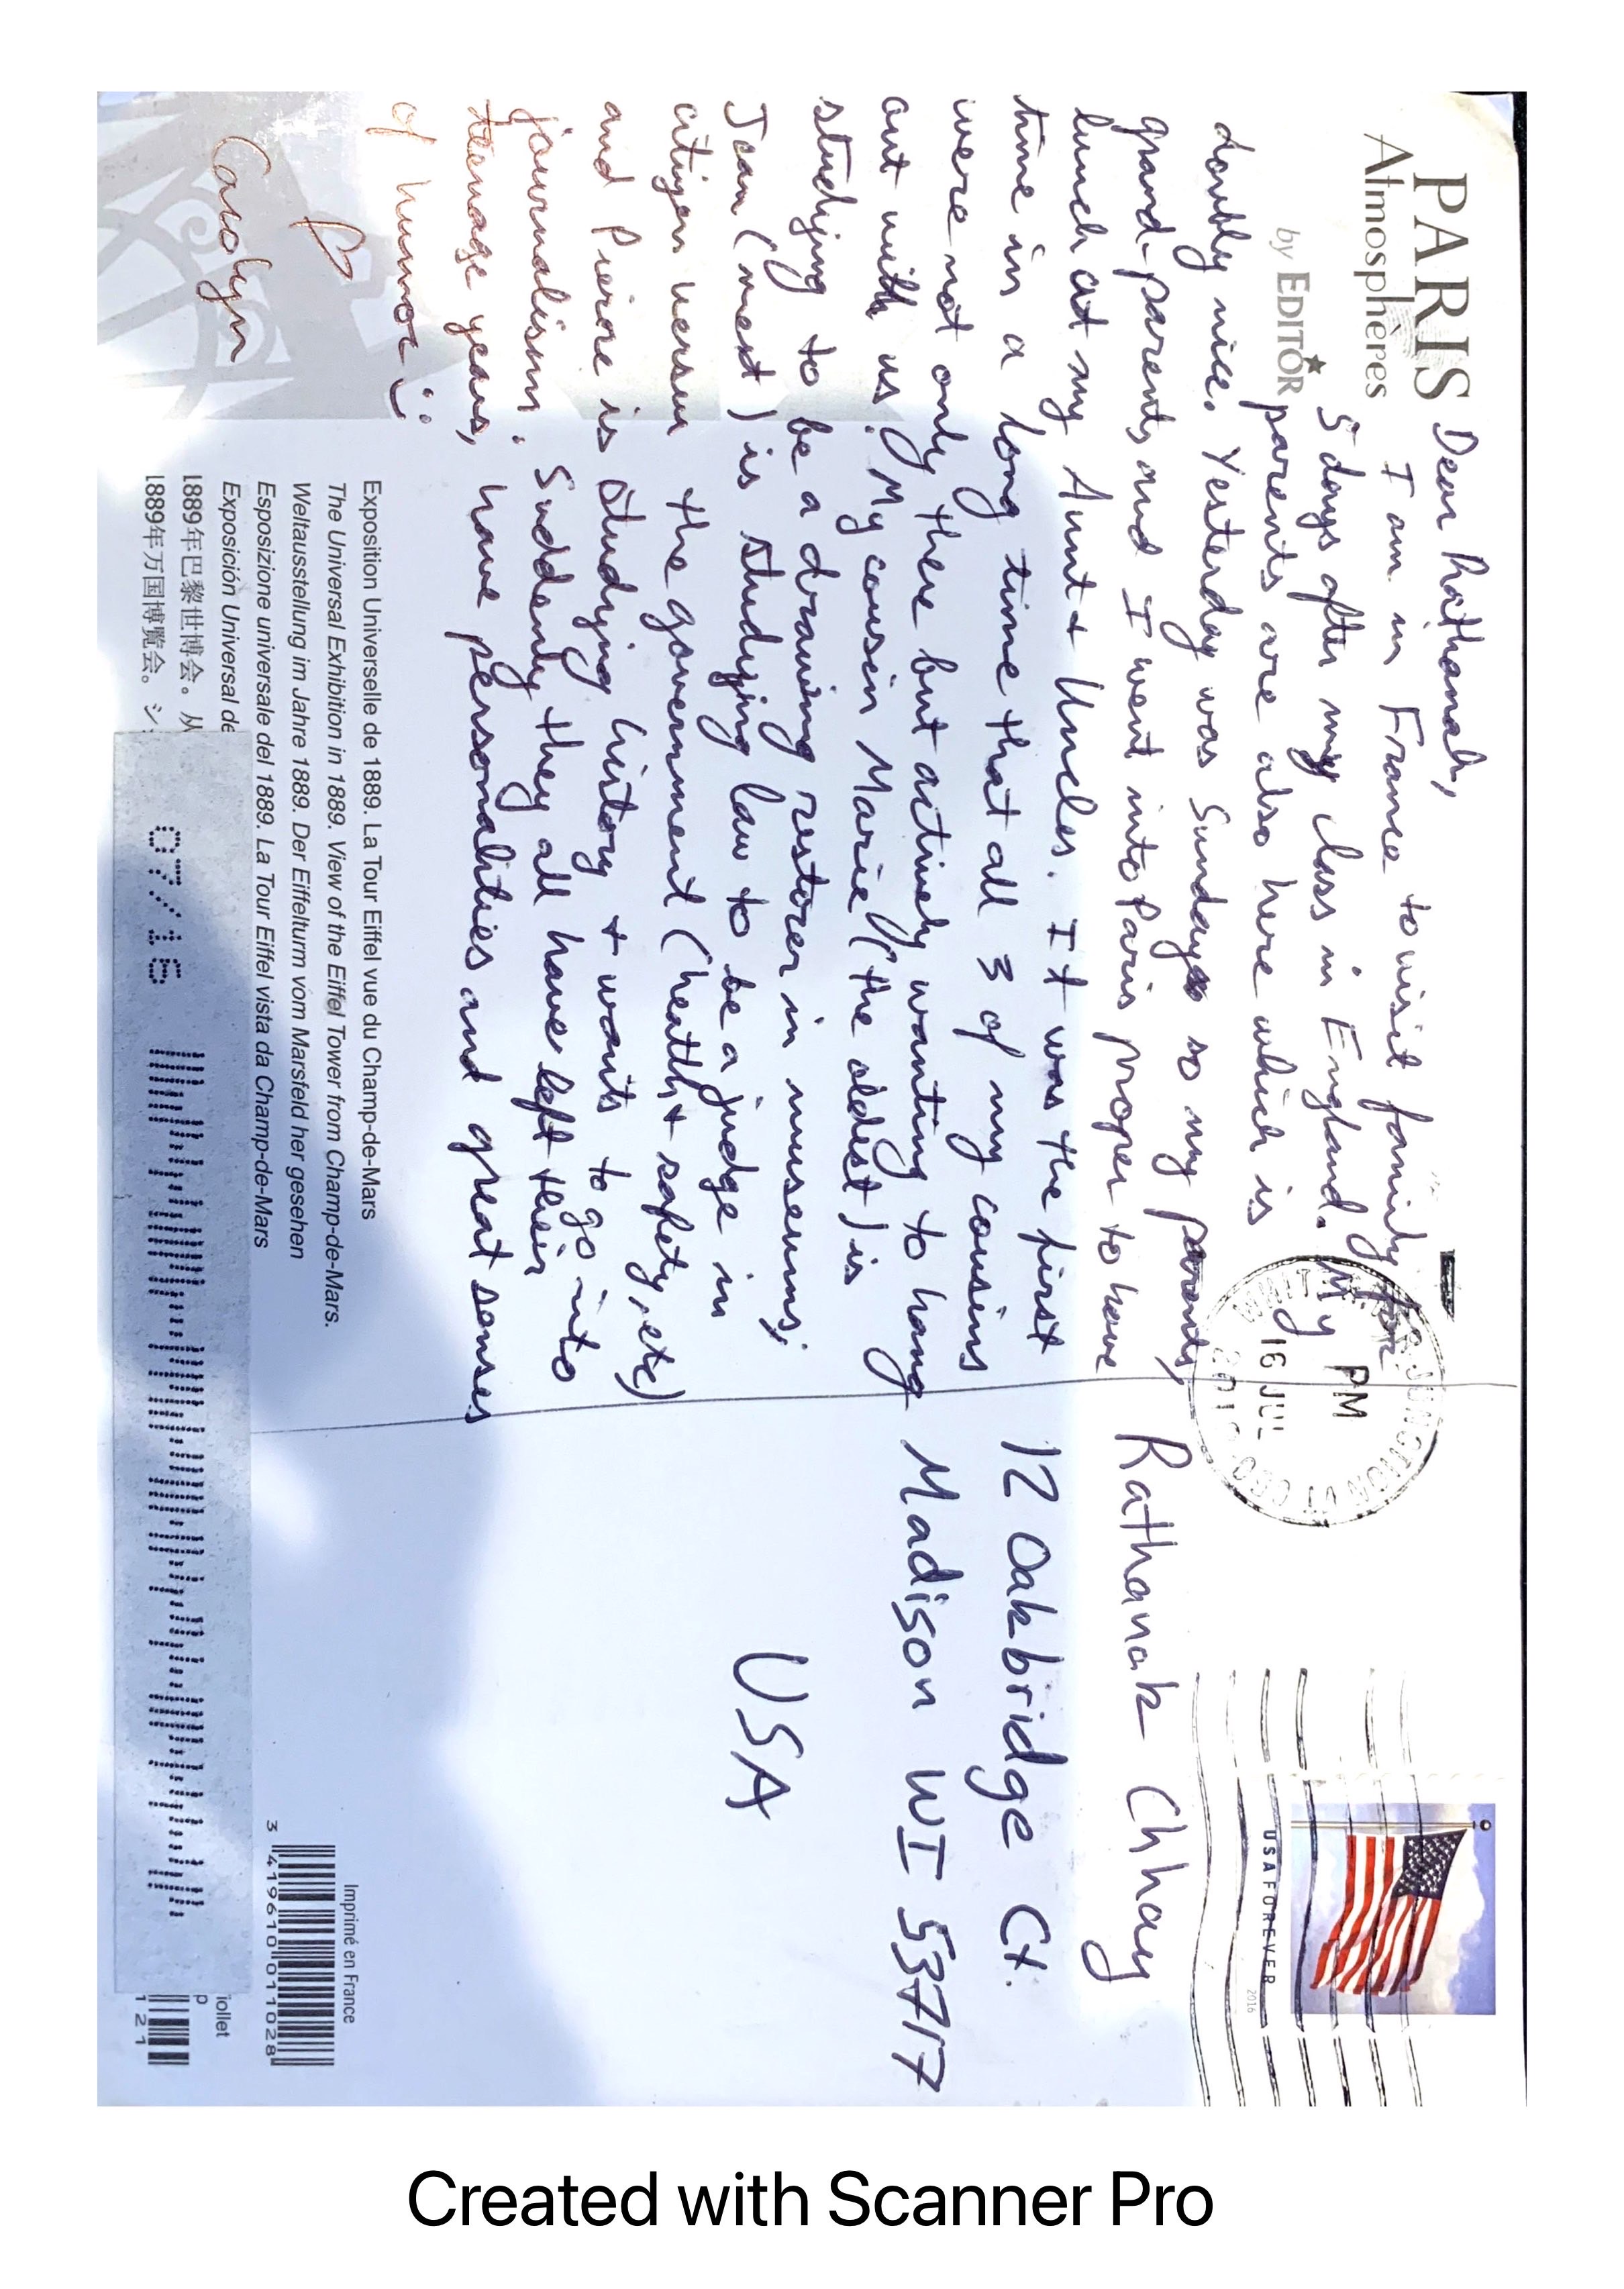 PARIS
Atmosphères
by EDITOR
Dear Rathanak,
I am in France to visit family for
5 days after my class in England. My
parents are also here which is
doubly nice. Yesterday was Sunday so my parents,
grand-parents and I went into Paris proper to have
lunch at my Aunt + Uncles. It was the first
time in a long time that all 3 of my cousins
were not only there but actively wanting to hang
out with us. My cousin Marie (the oldest) is
studying to be a drawing restorer in museums;
Jean (next) is studying law to be a judge in
citizen versus the government (heatth + safety, etc)
and Pierre is studying history + wants to go into
journalism. Suddenly they all have left their
teenage years, have personalities and great senses
of humor
Carolyn
PM
16 JUL
2016
USA FOREVER
2016
Rathanak Chhay
12 Oakbridge Ct.
Madison WI 53717
USA
Exposition Universelle de 1889. La Tour Eiffel vue du Champ-de-Mars
The Universal Exhibition in 1889. View of the Eiffel Tower from Champ-de-Mars.
Weltausstellung im Jahre 1889. Der Eiffelturm vom Marsfeld her gesehen
Esposizione universale del 1889. La Tour Eiffel vista da Champ-de-Mars
Exposición Universal de
1889年巴黎世博会。从
1889年万国博覧会。シ
07/16
Imprimé en France
3 419610 011028
iollet
p
121
Created with Scanner Pro